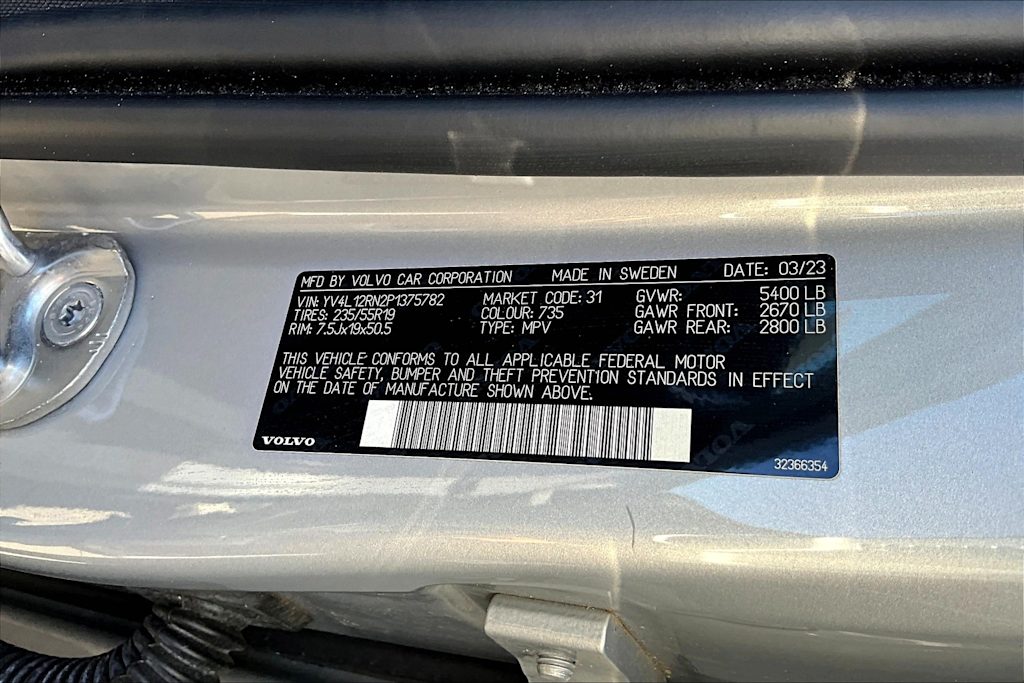 MFD BY VOLVO CAR CORPORATION MADE IN SWEDEN DATE: 03/23
VIN: YV4L12RN2P1375782 MARKET CODE: 31 GVWR: 5400 LB
TIRES: 235/55R19 COLOUR: 735 GAWR FRONT: 2670 LB
RIM: 7.5Jx19x50.5 TYPE: MPV GAWR REAR: 2800 LB
THIS VEHICLE CONFORMS TO ALL APPLICABLE FEDERAL MOTOR
VEHICLE SAFETY, BUMPER AND THEFT PREVENTION STANDARDS IN EFFECT
ON THE DATE OF MANUFACTURE SHOWN ABOVE.
VOLVO
32366354